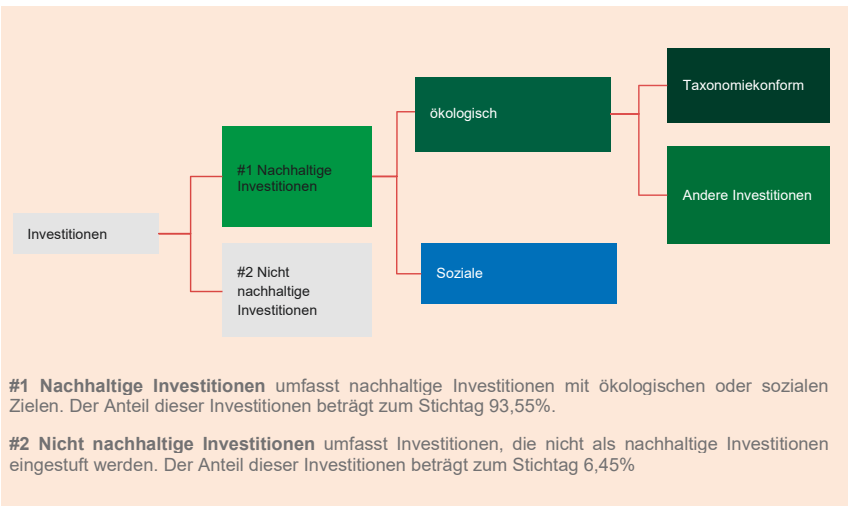 Investitionen
#1 Nachhaltige
Investitionen
#2 Nicht
nachhaltige
Investitionen
ökologisch
Soziale
Taxonomiekonform
Andere Investitionen
#1 Nachhaltige Investitionen umfasst nachhaltige Investitionen mit ökologischen oder sozialen
Zielen. Der Anteil dieser Investitionen beträgt zum Stichtag 93,55%.
#2 Nicht nachhaltige Investitionen umfasst Investitionen, die nicht als nachhaltige Investitionen
eingestuft werden. Der Anteil dieser Investitionen beträgt zum Stichtag 6,45%